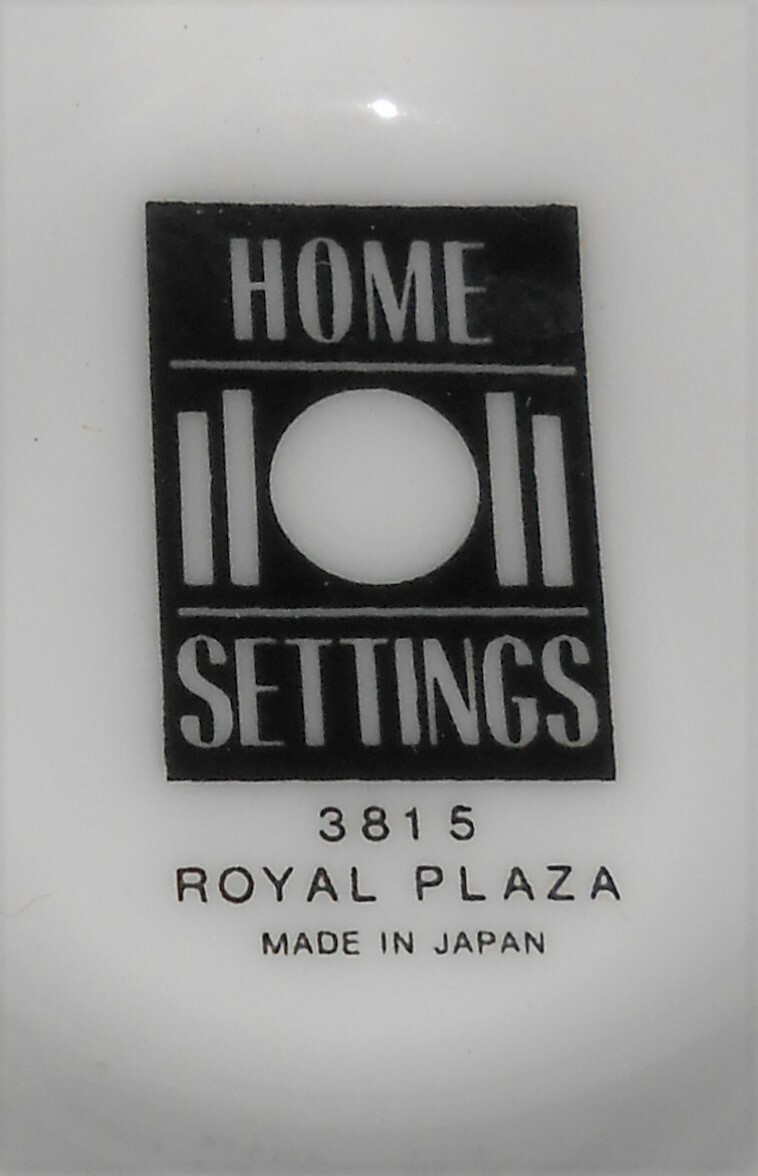 HOME
SETTINGS
3815
ROYAL PLAZA
MADE IN JAPAN